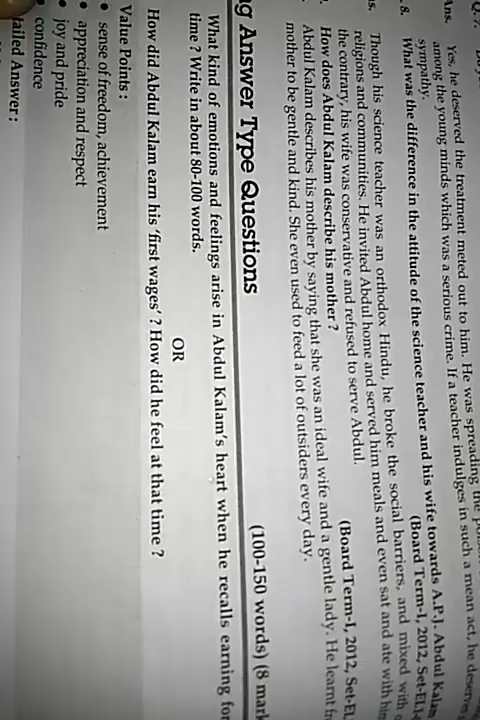 Q.7.
Ans. Yes, he deserved the treatment meted out to him. He was spreading the
among the young minds which was a serious crime. If a teacher indulges in such a mean act, he deserves
sympathy.
8. What was the difference in the attitude of the science teacher and his wife towards A.P.J. Abdul Kalam
(Board Term-I, 2012, Set-EL1,
ns. Though his science teacher was an orthodox Hindu, he broke the social barriers, and mixed with
religions and communities. He invited Abdul home and served him meals and even sat and ate with him
the contrary, his wife was conservative and refused to serve Abdul.
How does Abdul Kalam describe his mother ? (Board Term-I, 2012, Set-EL
Abdul Kalam describes his mother by saying that she was an ideal wife and a gentle lady. He learnt fr
mother to be gentle and kind. She even used to feed a lot of outsiders every day.
ng Answer Type Questions (100-150 words) (8 mark
What kind of emotions and feelings arise in Abdul Kalam's heart when he recalls earning for
time ? Write in about 80-100 words.
OR
How did Abdul Kalam earn his 'first wages' ? How did he feel at that time ?
Value Points :
• sense of freedom, achievement
• appreciation and respect
• joy and pride
• confidence
tailed Answer :